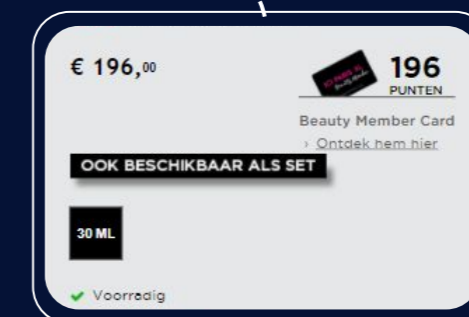 € 196,00
196
PUNTEN
Beauty Member Card
› Ontdek hem hier
OOK BESCHIKBAAR ALS SET
30 ML
Voorradig